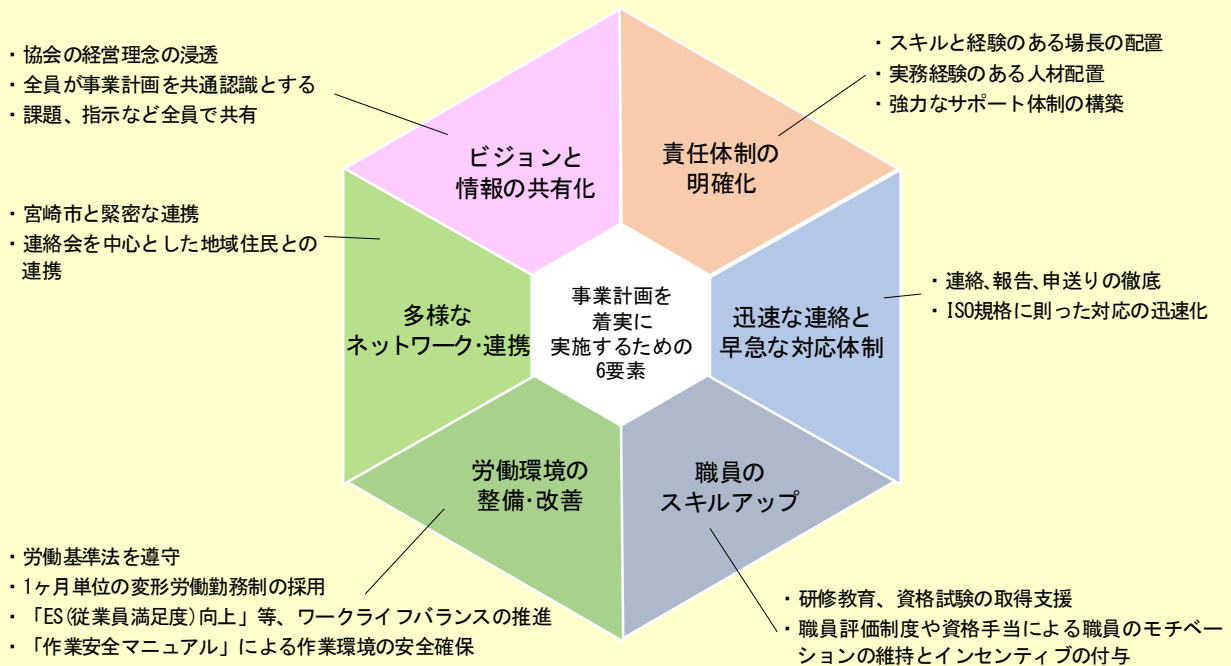 ・協会の経営理念の浸透
・全員が事業計画を共通認識とする
・課題、指示など全員で共有
・スキルと経験のある場長の配置
・実務経験のある人材配置
・強力なサポート体制の構築
ビジョンと
情報の共有化
責任体制の
明確化
・宮崎市と緊密な連携
・連絡会を中心とした地域住民との
連携
多様な
ネットワーク・連携
事業計画を
着実に
実施するための
6要素
迅速な連絡と
早急な対応体制
・連絡、報告、申送りの徹底
・ISO規格に則った対応の迅速化
労働環境の
整備・改善
職員の
スキルアップ
・労働基準法を遵守
・1ヶ月単位の変形労働勤務制の採用
・「ES(従業員満足度)向上」等、ワークライフバランスの推進
・「作業安全マニュアル」による作業環境の安全確保
・研修教育、資格試験の取得支援
・職員評価制度や資格手当による職員のモチベー
ションの維持とインセンティブの付与